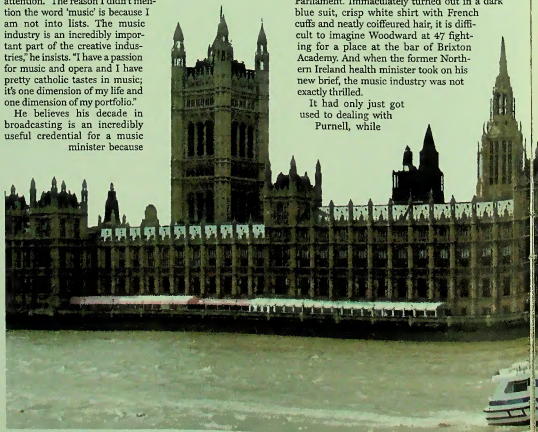 attention. The reason I didn't men-
tion the word 'music' is because I
am not into lists. The music
industry is an incredibly impor-
tant part of the creative indus-
tries," he insists. "I have a passion
for music and opera and I have
pretty catholic tastes in music;
it's one dimension of my life and
one dimension of my portfolio."
He believes his decade in
broadcasting is an incredibly
useful credential for a music
minister because
Parliament. Immaculately turned out in a dark
blue suit, crisp white shirt with French
cuffs and neatly coiffeured hair, it is diffi-
cult to imagine Woodward at 47 fight-
ing for a place at the bar of Brixton
Academy. And when the former North-
ern Ireland health minister took on his
new brief, the music industry was not
exactly thrilled.
It had only just got
used to dealing with
Purnell, while